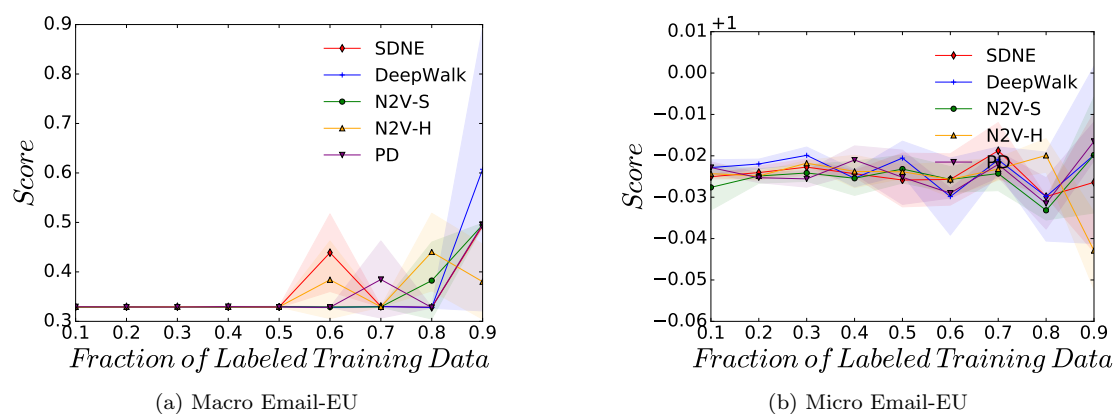 0.9
0.8
0.7
0.6
0.5
0.4
0.3
Score
SDNE
DeepWalk
N2V-S
N2V-H
PD
0.1 0.2 0.3 0.4 0.5 0.6 0.7 0.8 0.9
Fraction of Labeled Training Data
(a) Macro Email-EU
+1
0.01
0.00
−0.01
−0.02
−0.03
−0.04
−0.05
−0.06
Score
SDNE
DeepWalk
N2V-S
N2V-H
PD
0.1 0.2 0.3 0.4 0.5 0.6 0.7 0.8 0.9
Fraction of Labeled Training Data
(b) Micro Email-EU